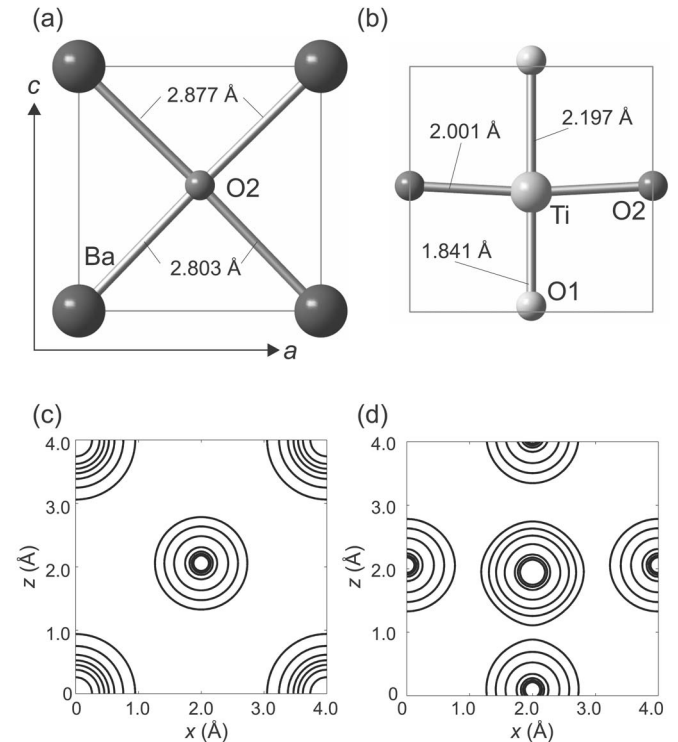 (a)
c
2.877 Å
O2
Ba
2.803 Å
a
(b)
2.001 Å
2.197 Å
Ti
O2
1.841 Å
O1
(c)
4.0
3.0
z (Å)
2.0
1.0
0
0
1.0
2.0
3.0
4.0
x (Å)
(d)
4.0
3.0
z (Å)
2.0
1.0
0
0
1.0
2.0
3.0
4.0
x (Å)